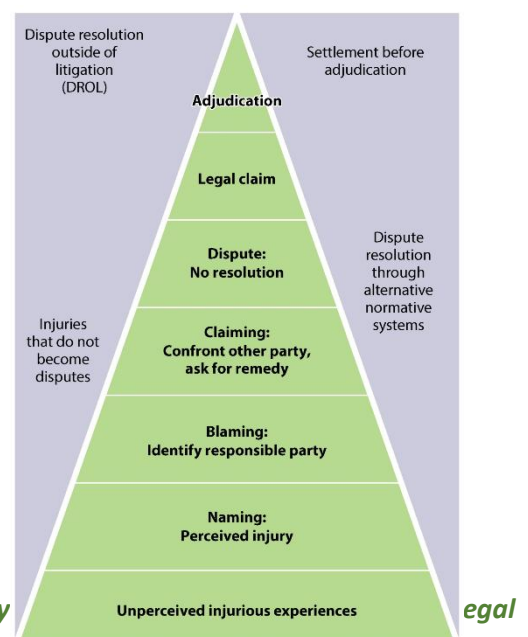 Dispute resolution
outside of
litigation
(DROL)
Settlement before
adjudication
Adjudication
Legal claim
Dispute:
No resolution
Dispute
resolution
through
alternative
normative
systems
Injuries
that do not
become
disputes
Claiming:
Confront other party,
ask for remedy
Blaming:
Identify responsible party
Naming:
Perceived injury
Unperceived injurious experiences
y
egal